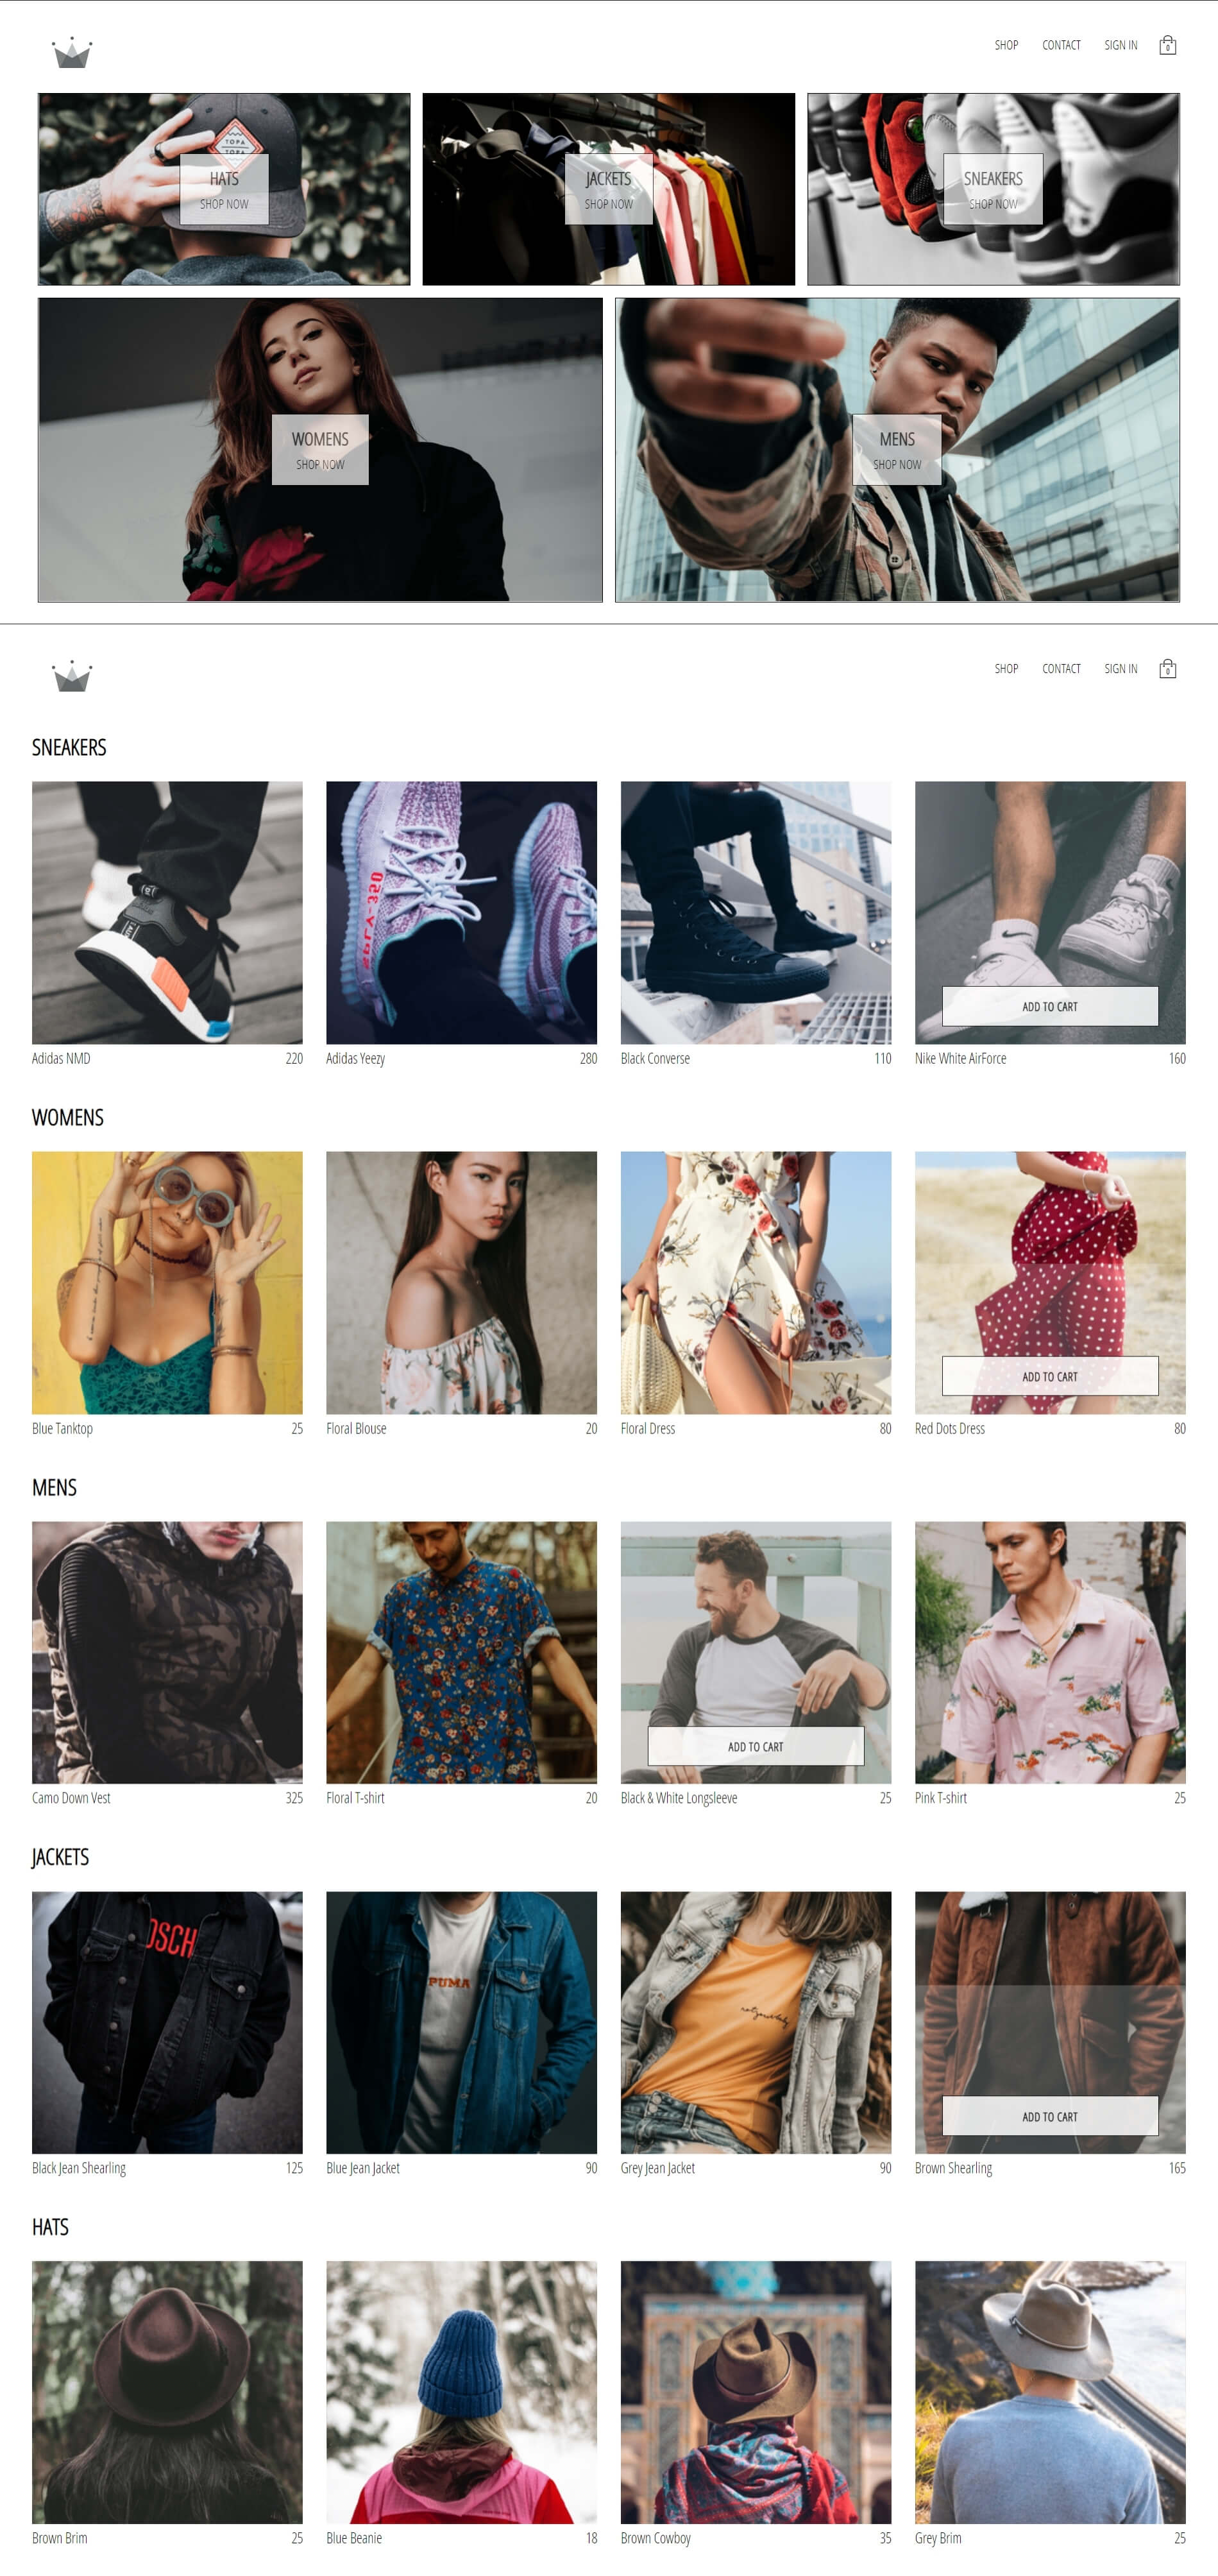 SHOP CONTACT SIGN IN 0
TOPA
TOPA
HATS
SHOP NOW
JACKETS
SHOP NOW
SNEAKERS
SHOP NOW
WOMENS
SHOP NOW
MENS
SHOP NOW
SHOP CONTACT SIGN IN 0
SNEAKERS
ADD TO CART
Adidas NMD 220
Adidas Yeezy 280
Black Converse 110
Nike White AirForce 160
WOMENS
ADD TO CART
Blue Tanktop 25
Floral Blouse 20
Floral Dress 80
Red Dots Dress 80
MENS
ADD TO CART
Camo Down Vest 325
Floral T-shirt 20
Black & White Longsleeve 25
Pink T-shirt 25
JACKETS
OSCH
PUMA
ADD TO CART
Black Jean Shearling 125
Blue Jean Jacket 90
Grey Jean Jacket 90
Brown Shearling 165
HATS
Brown Brim 25
Blue Beanie 18
Brown Cowboy 35
Grey Brim 25